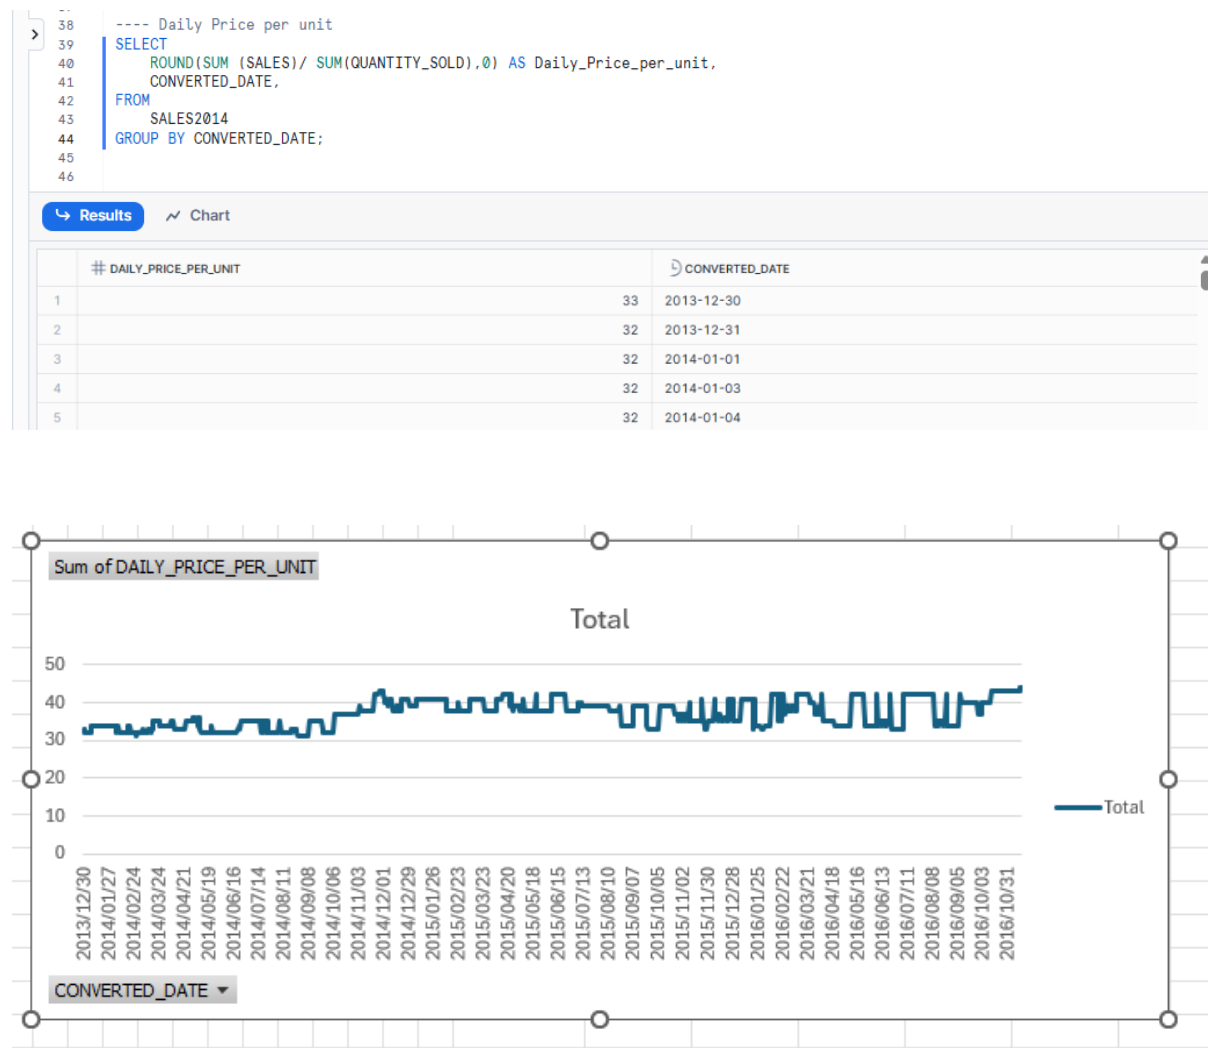 38 ---- Daily Price per unit
39 SELECT
40 ROUND(SUM (SALES)/ SUM(QUANTITY_SOLD),0) AS Daily_Price_per_unit,
41 CONVERTED_DATE,
42 FROM
43 SALES2014
44 GROUP BY CONVERTED_DATE;
45
46
Results Chart
DAILY_PRICE_PER_UNIT CONVERTED_DATE
1 33 2013-12-30
2 32 2013-12-31
3 32 2014-01-01
4 32 2014-01-03
5 32 2014-01-04
Sum of DAILY_PRICE_PER_UNIT
Total
50
40
30
20
10
0
Total
2013/12/30
2014/01/27
2014/02/24
2014/03/24
2014/04/21
2014/05/19
2014/06/16
2014/07/14
2014/08/11
2014/09/08
2014/10/06
2014/11/03
2014/12/01
2014/12/29
2015/01/26
2015/02/23
2015/03/23
2015/04/20
2015/05/18
2015/06/15
2015/07/13
2015/08/10
2015/09/07
2015/10/05
2015/11/02
2015/11/30
2015/12/28
2016/01/25
2016/02/22
2016/03/21
2016/04/18
2016/05/16
2016/06/13
2016/07/11
2016/08/08
2016/09/05
2016/10/03
2016/10/31
CONVERTED_DATE